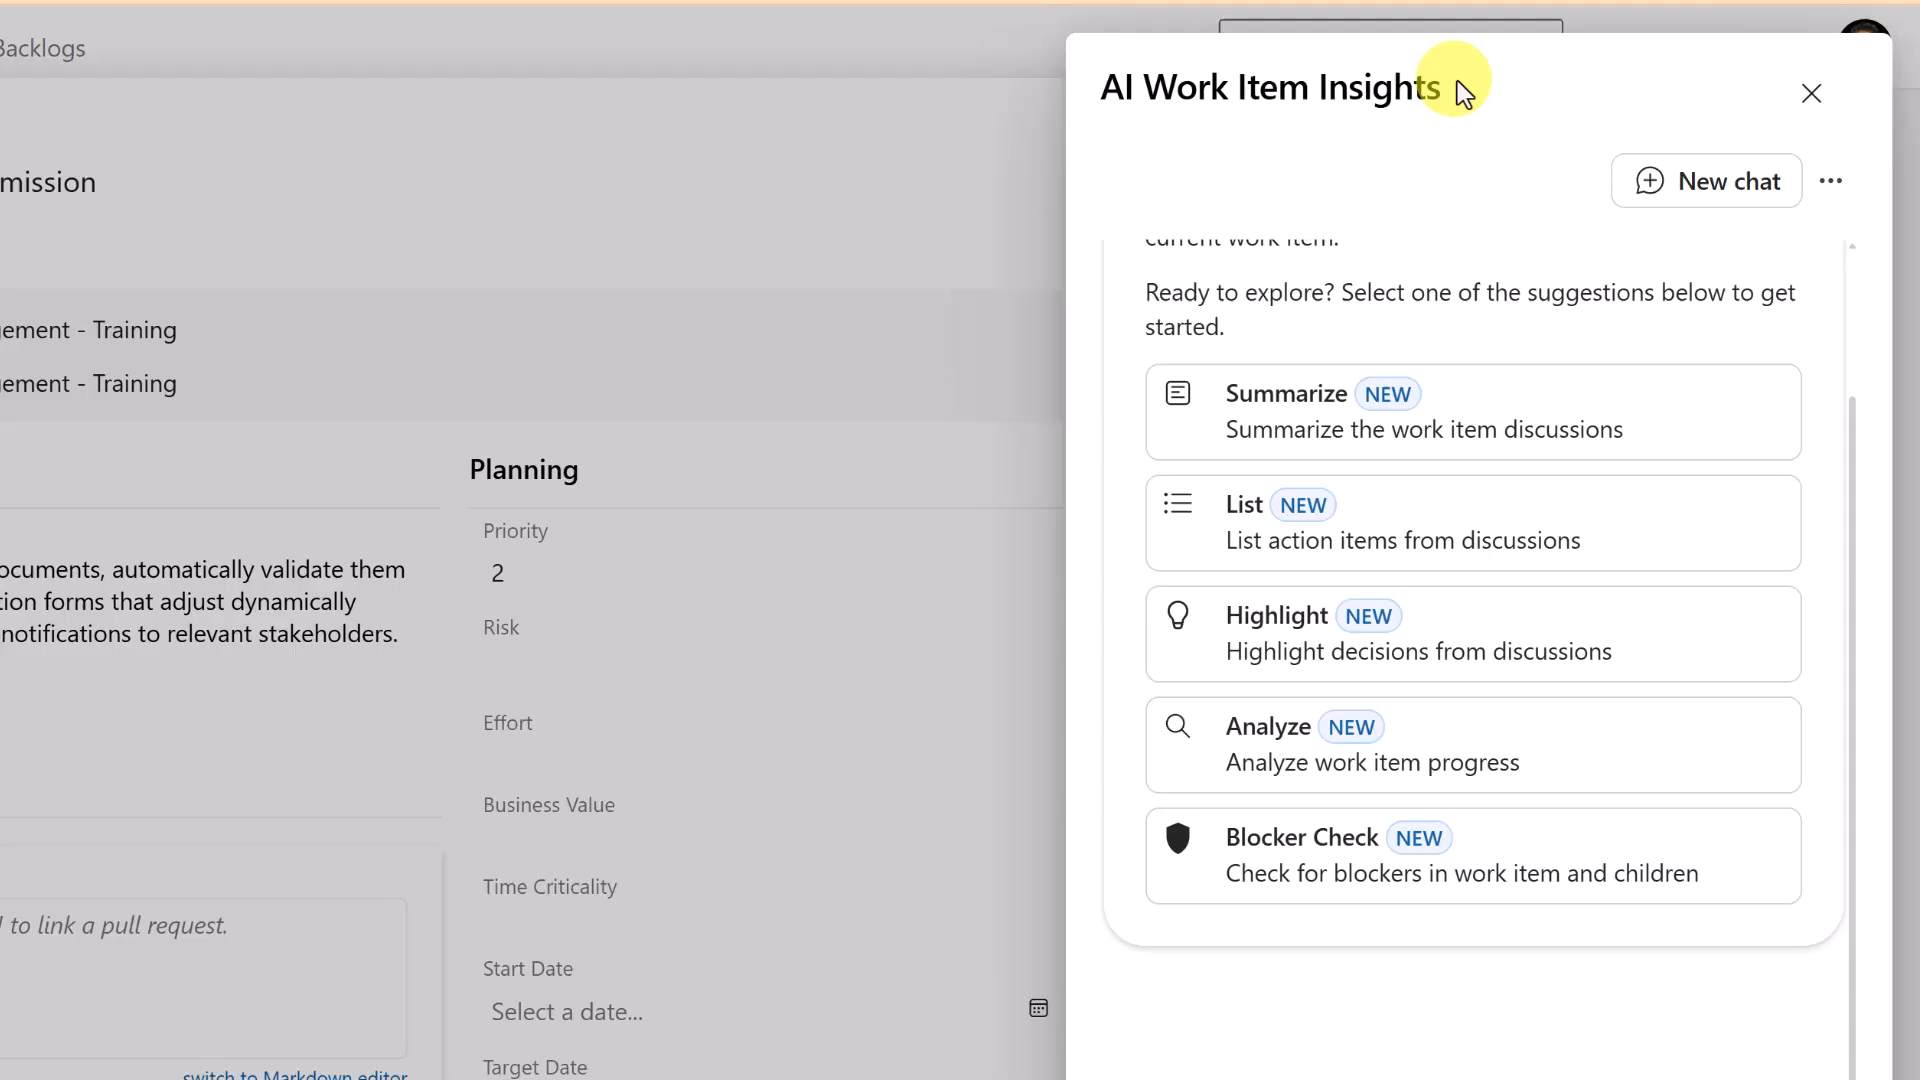 Backlogs
mission
ement - Training
ement - Training
ocuments, automatically validate them
tion forms that adjust dynamically
notifications to relevant stakeholders.
to link a pull request.
switch to Markdown editor
Planning
Priority
2
Risk
Effort
Business Value
Time Criticality
Start Date
Select a date...
Target Date
AI Work Item Insights
New chat
current work item.
Ready to explore? Select one of the suggestions below to get
started.
Summarize NEW
Summarize the work item discussions
List NEW
List action items from discussions
Highlight NEW
Highlight decisions from discussions
Analyze NEW
Analyze work item progress
Blocker Check NEW
Check for blockers in work item and children